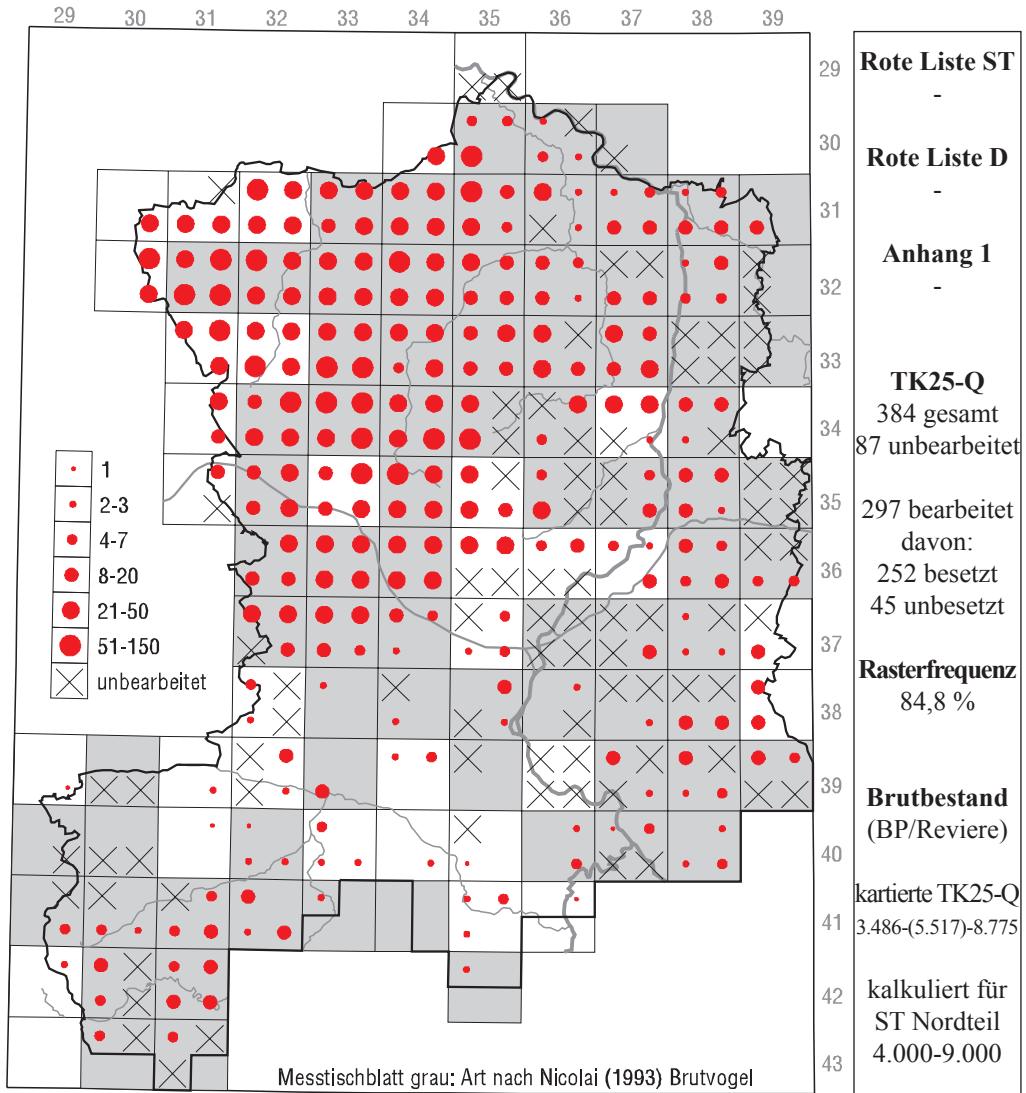 29 30 31 32 33 34 35 36 37 38 39
29
30
31
32
33
34
35
36
37
38
39
40
41
42
43
1
2-3
4-7
8-20
21-50
51-150
unbearbeitet
Messtischblatt grau: Art nach Nicolai (1993) Brutvogel
Rote Liste ST
-
Rote Liste D
-
Anhang 1
-
TK25-Q
384 gesamt
87 unbearbeitet
297 bearbeitet
davon:
252 besetzt
45 unbesetzt
Rasterfrequenz
84,8 %
Brutbestand
(BP/Reviere)
kartierte TK25-Q
3.486-(5.517)-8.775
kalkuliert für
ST Nordteil
4.000-9.000